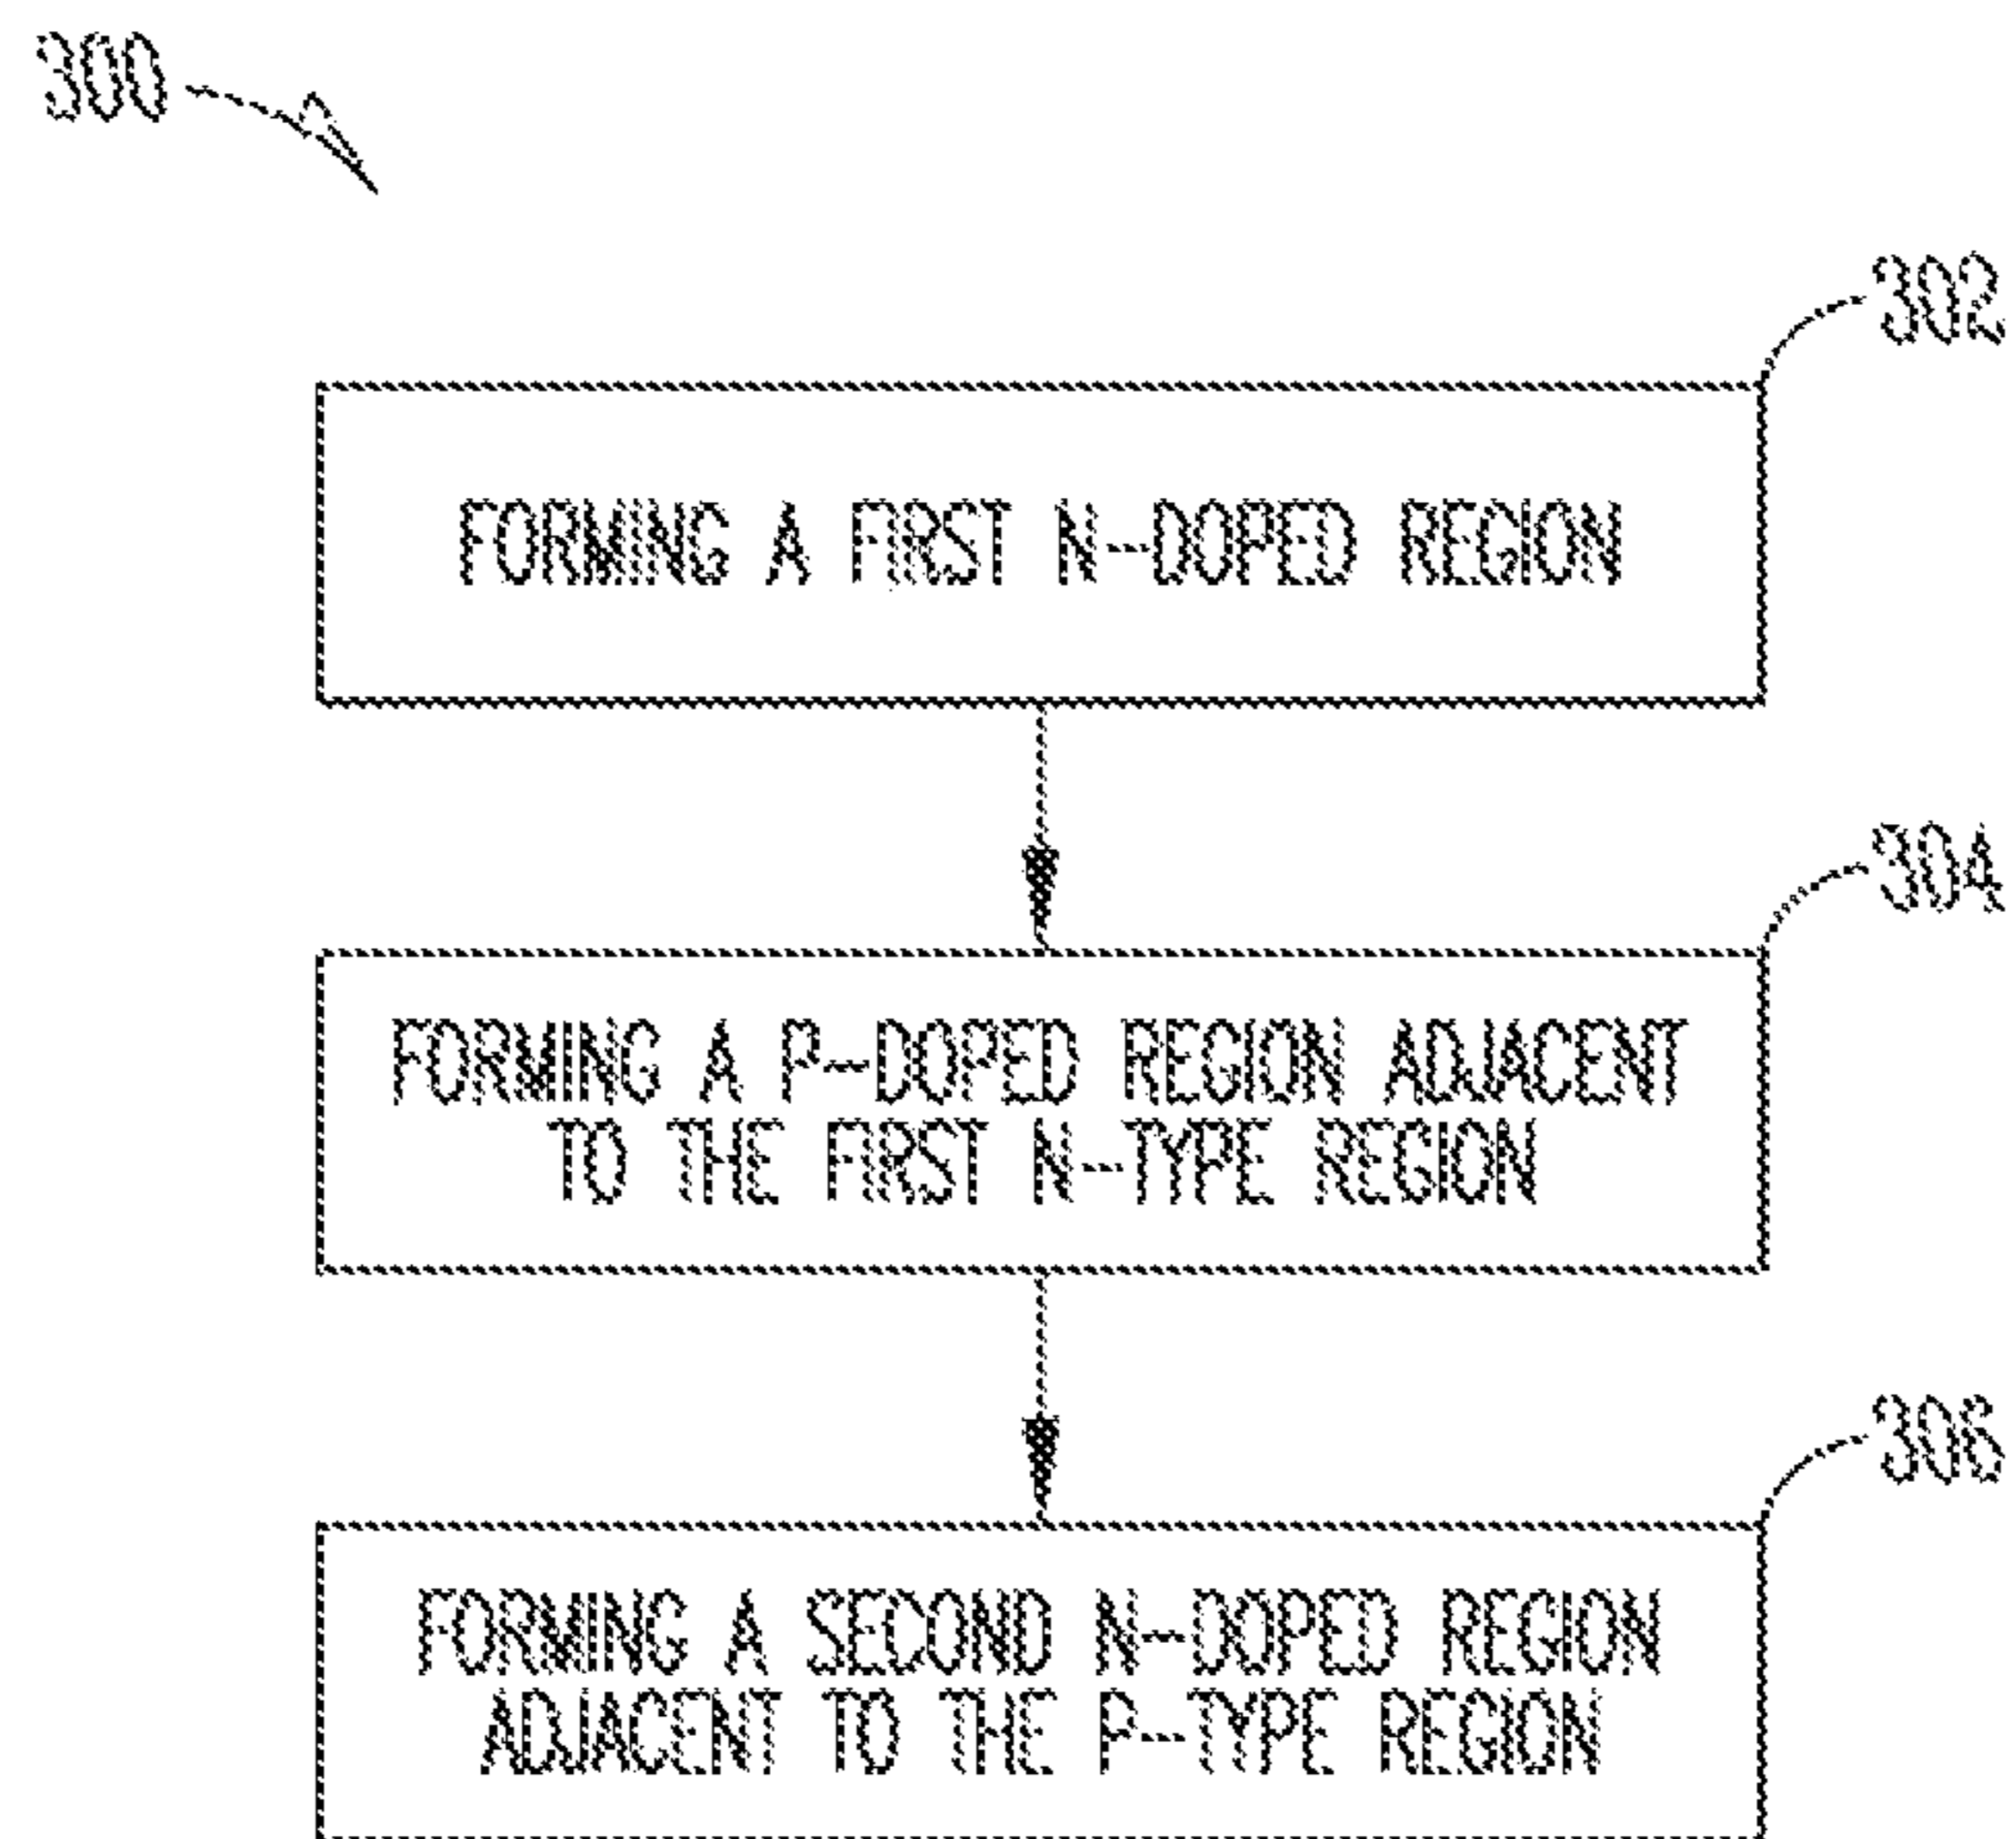 300
302
FORMING A FIRST N-DOPED REGION
304
FORMING A P-DOPED REGION ADJACENT
TO THE FIRST N-TYPE REGION
306
FORMING A SECOND N-DOPED REGION
ADJACENT TO THE P-TYPE REGION